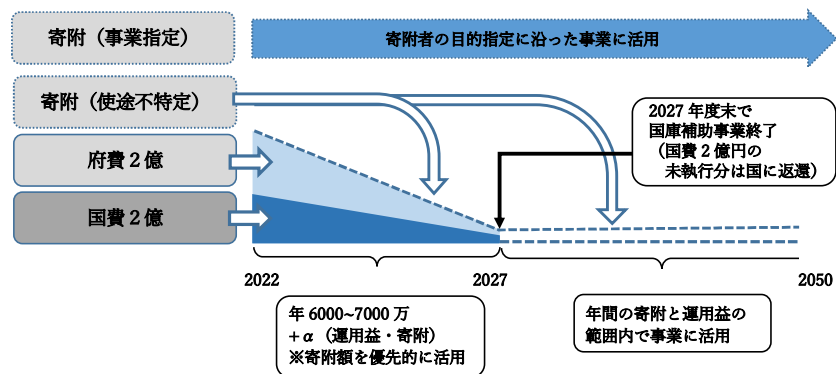 寄附（事業指定）
寄附者の目的指定に沿った事業に活用
寄附（使途不特定）
府費２億
国費２億
2027 年度末で
国庫補助事業終了
（国費２億円の
未執行分は国に返還）
2022
2027
2050
年 6000~7000 万
+α（運用益・寄附）
※寄附額を優先的に活用
年間の寄附と運用益の
範囲内で事業に活用